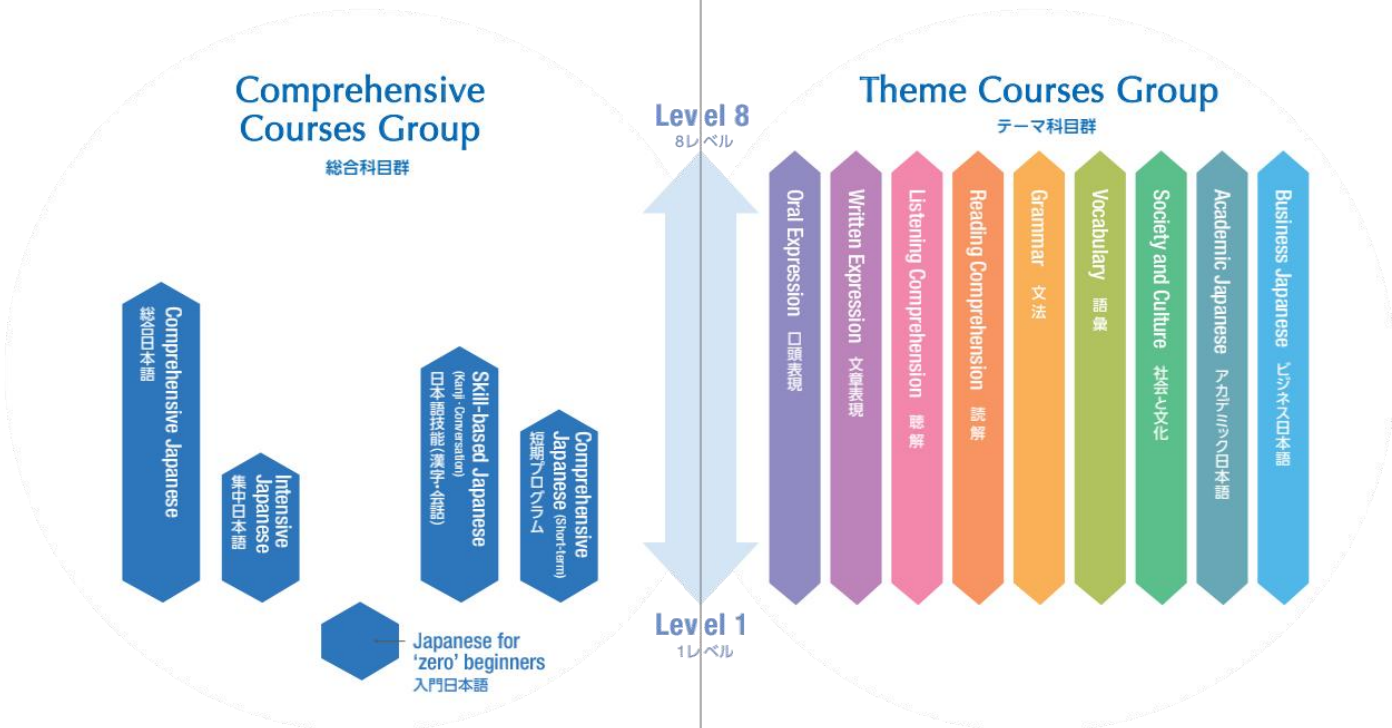 Comprehensive
Courses Group
総合科目群
Comprehensive Japanese
総合日本語
Intensive
Japanese
集中日本語
Japanese for
‘zero’ beginners
入門日本語
Skill-based Japanese
(Kanji・Conversation)
日本語技能(漢字・会話)
Comprehensive
Japanese (Short-term)
短期プログラム
Level 8
8レベル
Level 1
1レベル
Theme Courses Group
テーマ科目群
Oral Expression 口頭表現
Written Expression 文章表現
Listening Comprehension 聴解
Reading Comprehension 読解
Grammar 文法
Vocabulary 語彙
Society and Culture 社会と文化
Academic Japanese アカデミック日本語
Business Japanese ビジネス日本語